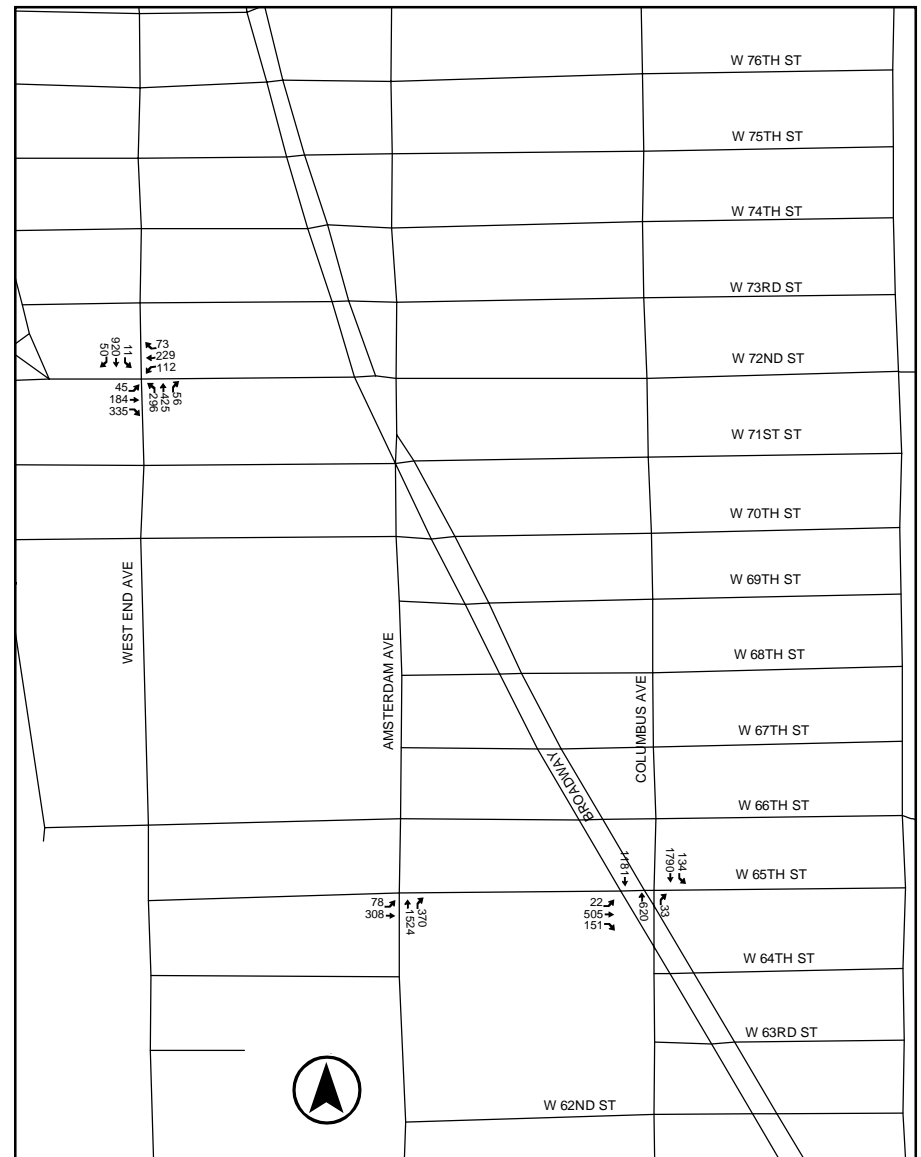 W 76TH ST
W 75TH ST
W 74TH ST
W 73RD ST
W 72ND ST
50
920
11
73
229
112
45
184
335
296
425
56
W 71ST ST
W 70TH ST
W 69TH ST
WEST END AVE
W 68TH ST
AMSTERDAM AVE
COLUMBUS AVE
W 67TH ST
BROADWAY
W 66TH ST
1181
1790
134
W 65TH ST
78
308
1524
370
22
505
151
620
33
W 64TH ST
W 63RD ST
W 62ND ST